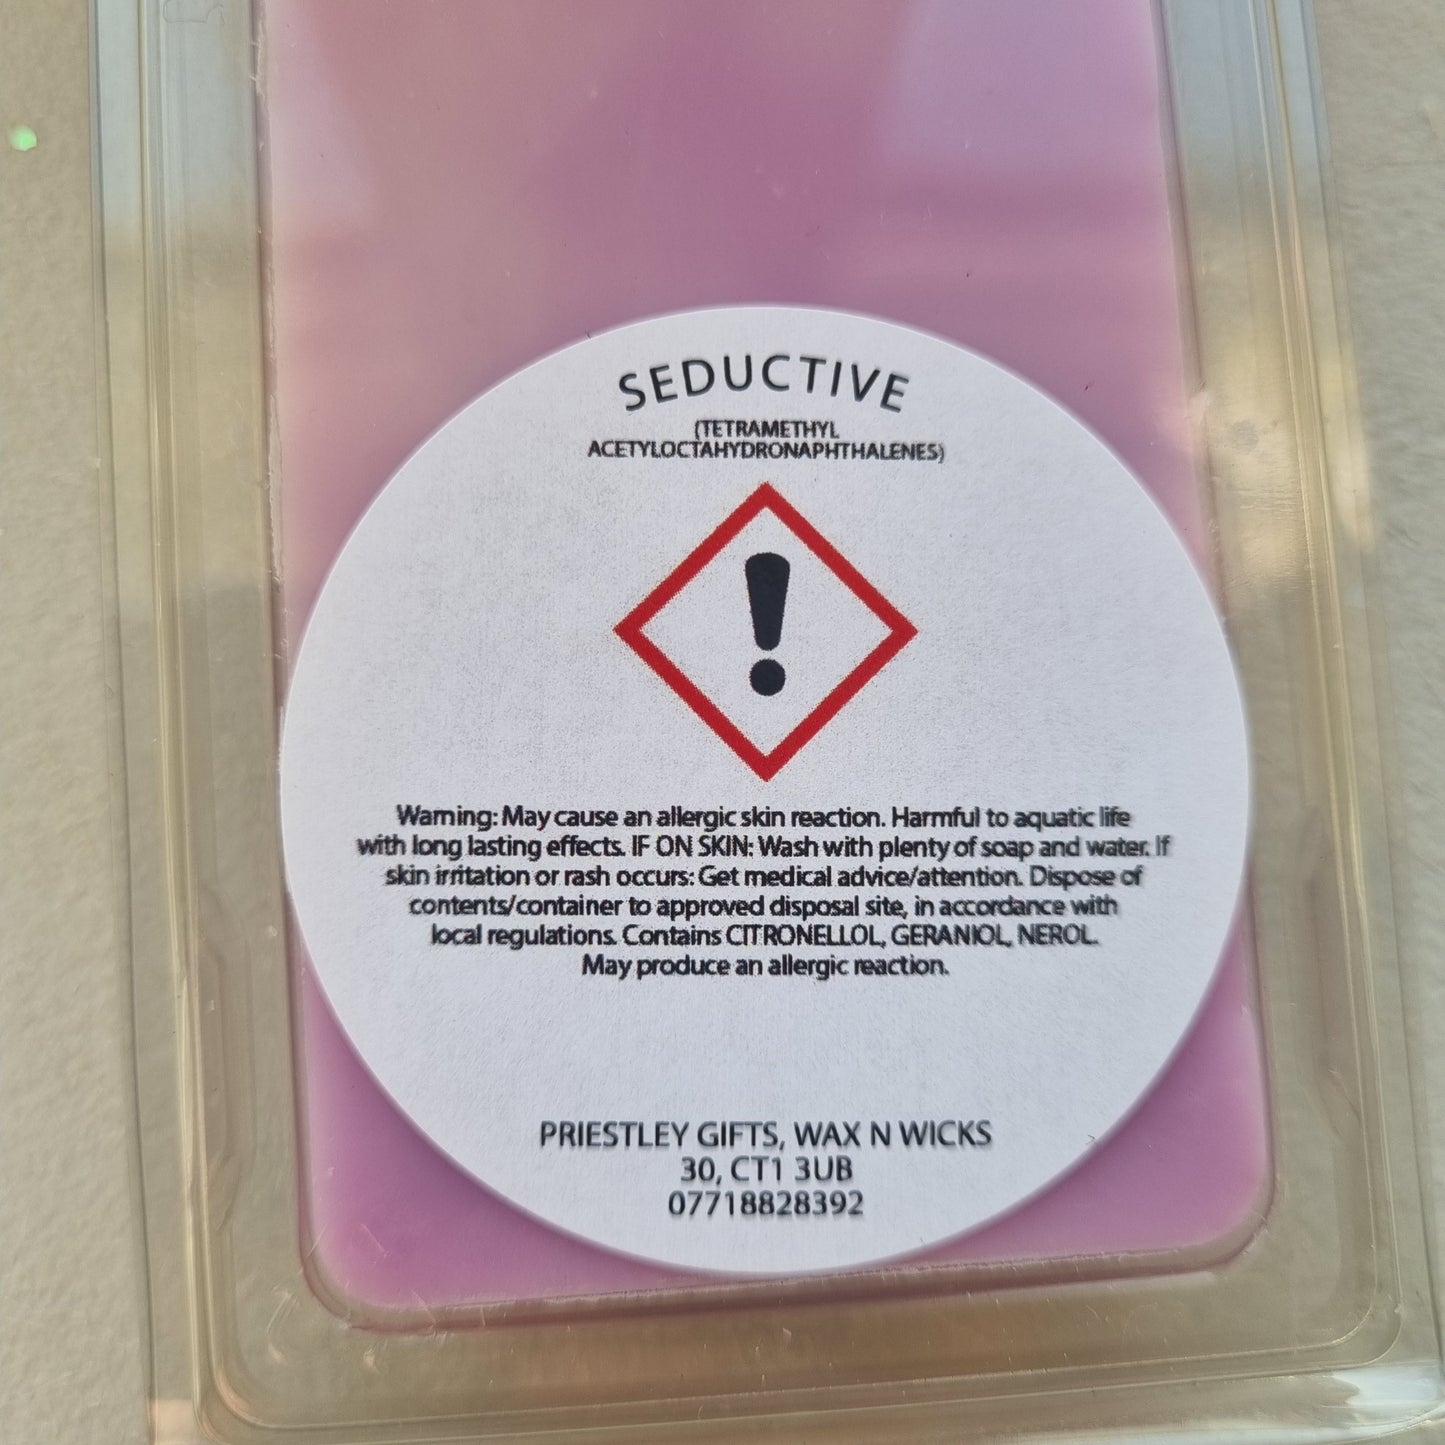 SEDUCTIVE
(TETRAMETHYL
ACETYLOCTAHYDRONAPHTHALENES)
Warning: May cause an allergic skin reaction. Harmful to aquatic life
with long lasting effects. IF ON SKIN: Wash with plenty of soap and water. If
skin irritation or rash occurs: Get medical advice/attention. Dispose of
contents/container to approved disposal site, in accordance with
local regulations. Contains CITRONELLOL, GERANIOL, NEROL.
May produce an allergic reaction.
PRIESTLEY GIFTS, WAX N WICKS
30, CT1 3UB
07718828392